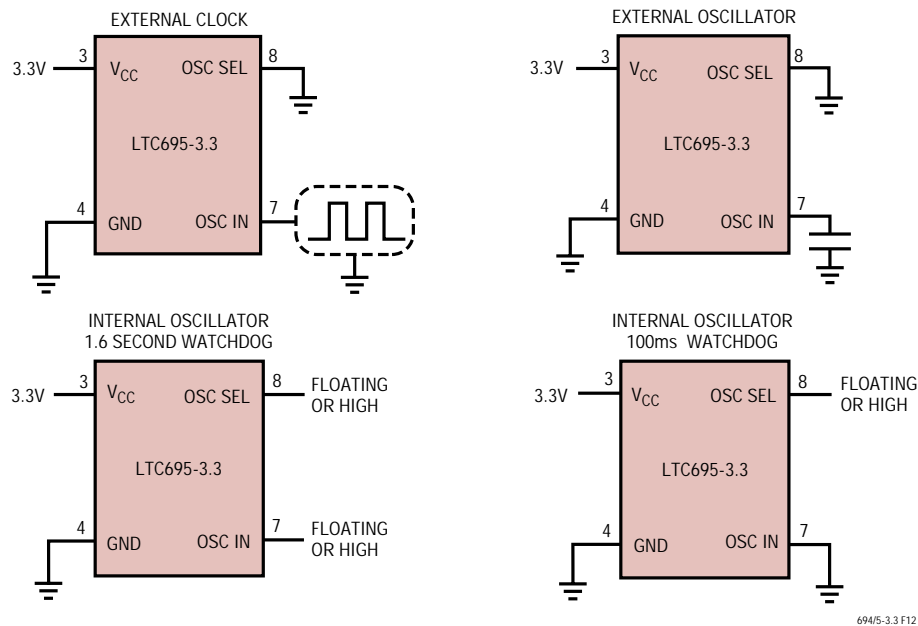 EXTERNAL CLOCK
3.3V
3
V_CC
OSC SEL
8
LTC695-3.3
4
GND
OSC IN
7
EXTERNAL OSCILLATOR
3.3V
3
V_CC
OSC SEL
8
LTC695-3.3
4
GND
OSC IN
7
INTERNAL OSCILLATOR
1.6 SECOND WATCHDOG
3.3V
3
V_CC
OSC SEL
8
FLOATING
OR HIGH
LTC695-3.3
4
GND
OSC IN
7
FLOATING
OR HIGH
INTERNAL OSCILLATOR
100ms WATCHDOG
3.3V
3
V_CC
OSC SEL
8
FLOATING
OR HIGH
LTC695-3.3
4
GND
OSC IN
7
694/5-3.3 F12